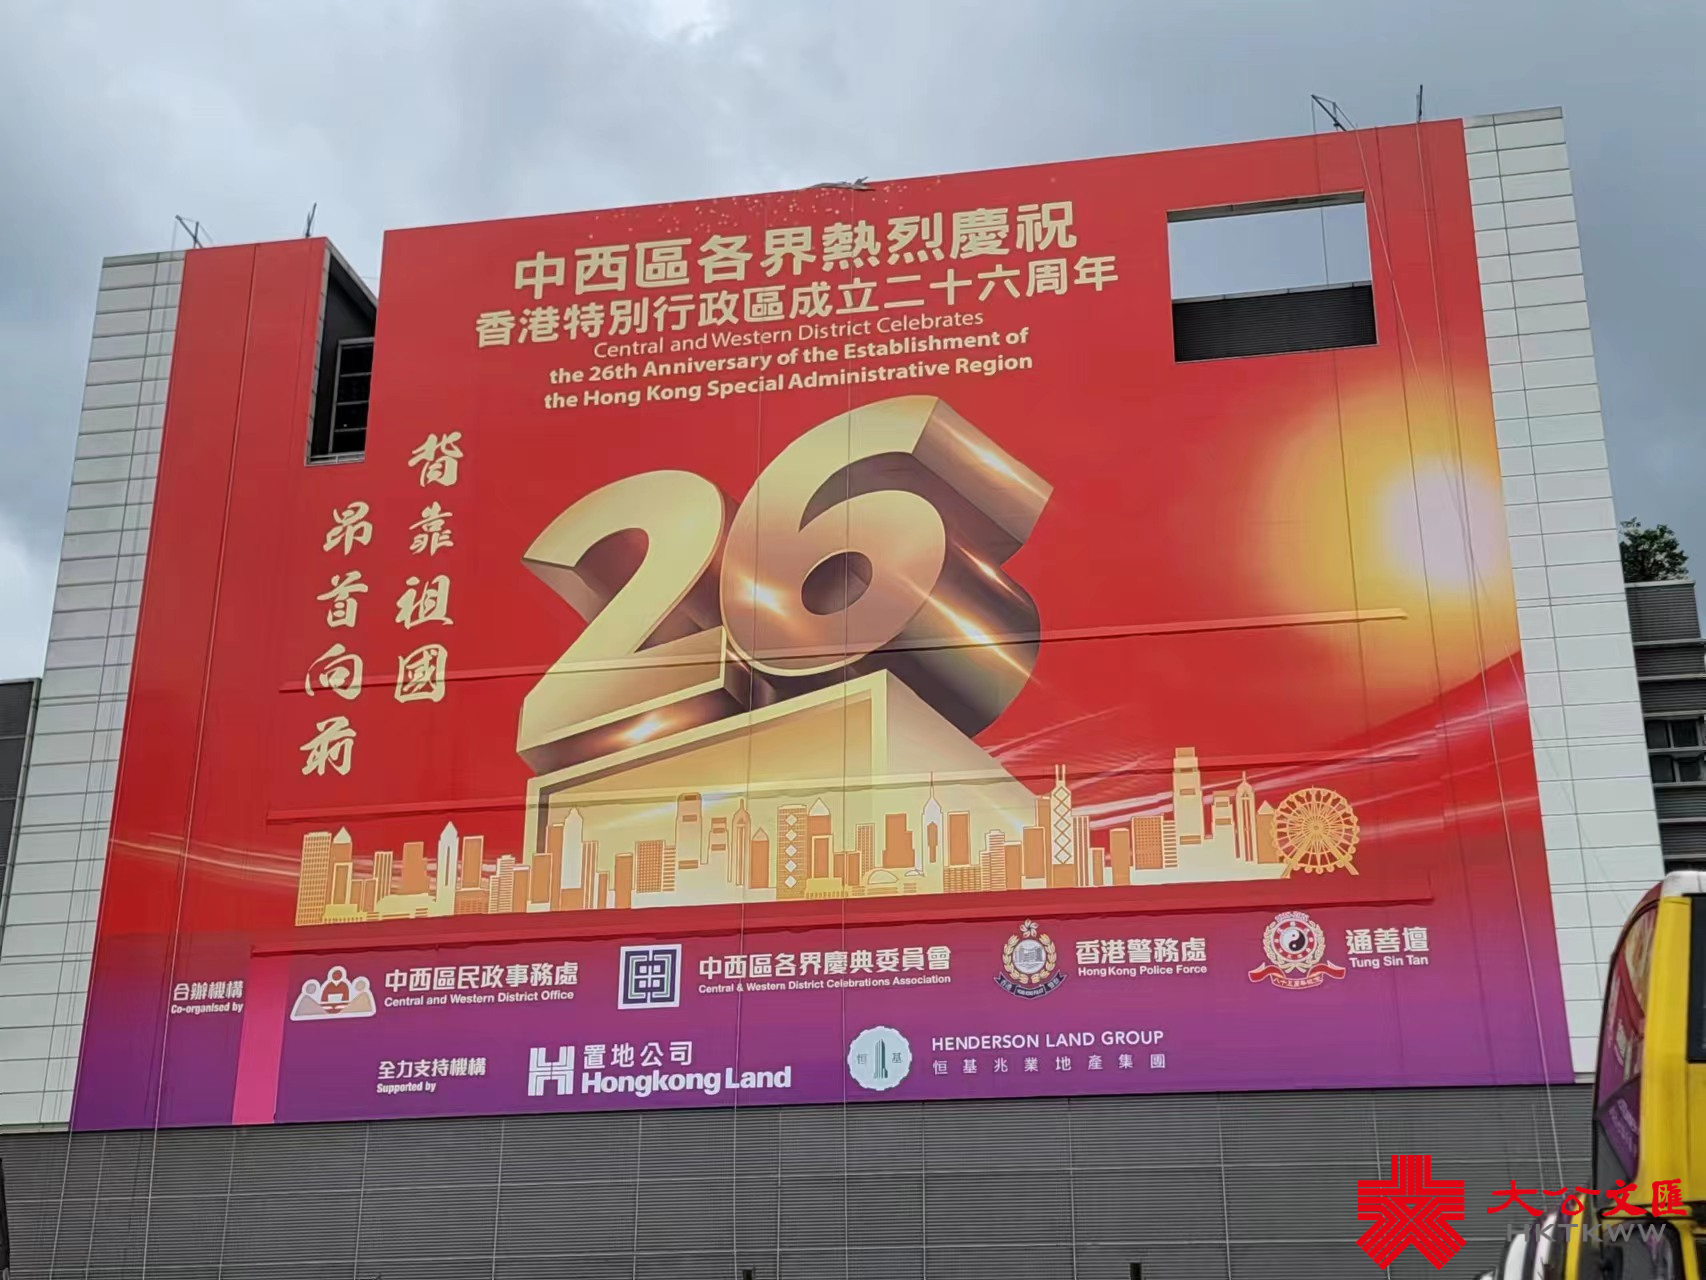 中西區各界熱烈慶祝
香港特別行政區成立二十六周年
Central and Western District Celebrates
the 26th Anniversary of the Establishment of
the Hong Kong Special Administrative Region
背靠祖國
昂首向前
26
合辦機構
Co-organised by
中西區民政事務處
Central and Western District Office
中西區各界慶典委員會
Central & Western District Celebrations Association
香港警務處
Hong Kong Police Force
通善壇
Tung Sin Tan
全力支持機構
Supported by
置地公司
Hongkong Land
恒 基
HENDERSON LAND GROUP
恒基兆業地產集團
大公文匯
HKTKWW